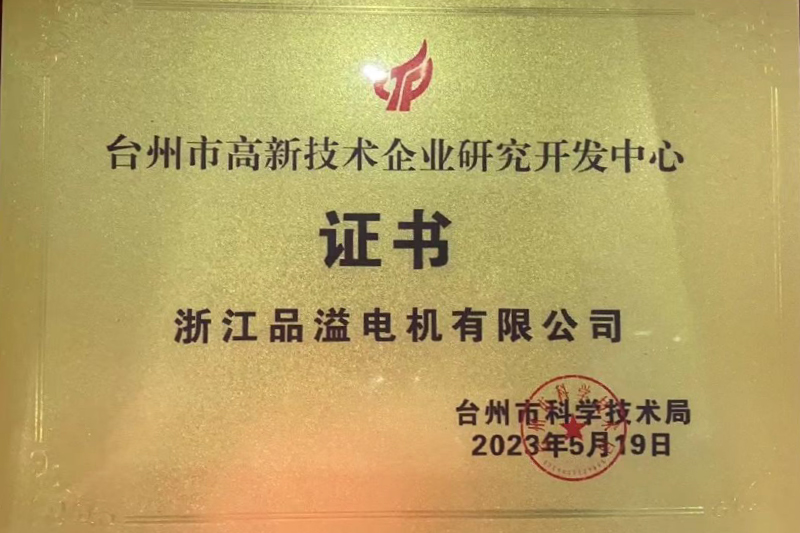 台州市高新技术企业研究开发中心
证书
浙江品溢电机有限公司
台州市科学技术局
2023年5月19日